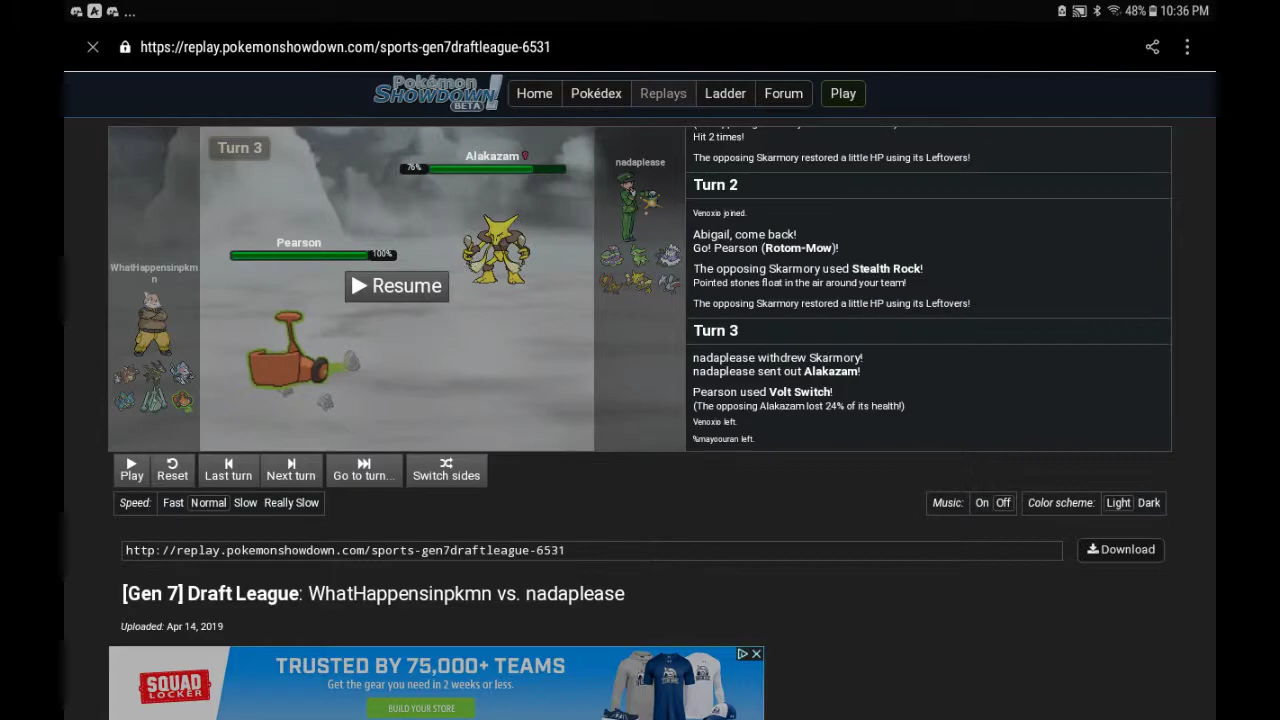 ... 48% 10:36 PM
https://replay.pokemonshowdown.com/sports-gen7draftleague-6531
Pokémon SHOWDOWN! BETA
Home Pokédex Replays Ladder Forum Play
Turn 3
Alakazam
76%
Pearson
100%
Resume
WhatHappensinpkm
n
nadaplease
Hit 2 times!
The opposing Skarmory restored a little HP using its Leftovers!
Turn 2
Venoxio joined.
Abigail, come back!
Go! Pearson (Rotom-Mow)!
The opposing Skarmory used Stealth Rock!
Pointed stones float in the air around your team!
The opposing Skarmory restored a little HP using its Leftovers!
Turn 3
nadaplease withdrew Skarmory!
nadaplease sent out Alakazam!
Pearson used Volt Switch!
(The opposing Alakazam lost 24% of its health!)
Venoxio left.
%mayoouran left.
Play Reset Last turn Next turn Go to turn... Switch sides
Speed: Fast Normal Slow Really Slow
Music: On Off Color scheme: Light Dark
http://replay.pokemonshowdown.com/sports-gen7draftleague-6531
Download
[Gen 7] Draft League: WhatHappensinpkmn vs. nadaplease
Uploaded: Apr 14, 2019
SQUAD
LOCKER
TRUSTED BY 75,000+ TEAMS
Get the gear you need in 2 weeks or less.
BUILD YOUR STORE